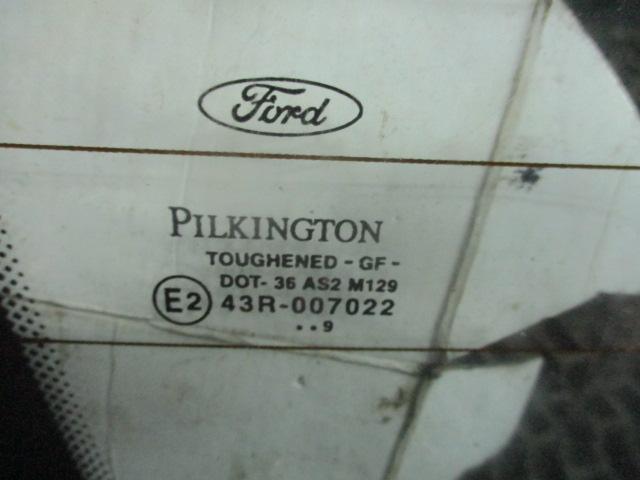 Ford
PILKINGTON
TOUGHENED - GF -
DOT- 36 AS2 M129
E2 43R-007022
• • 9